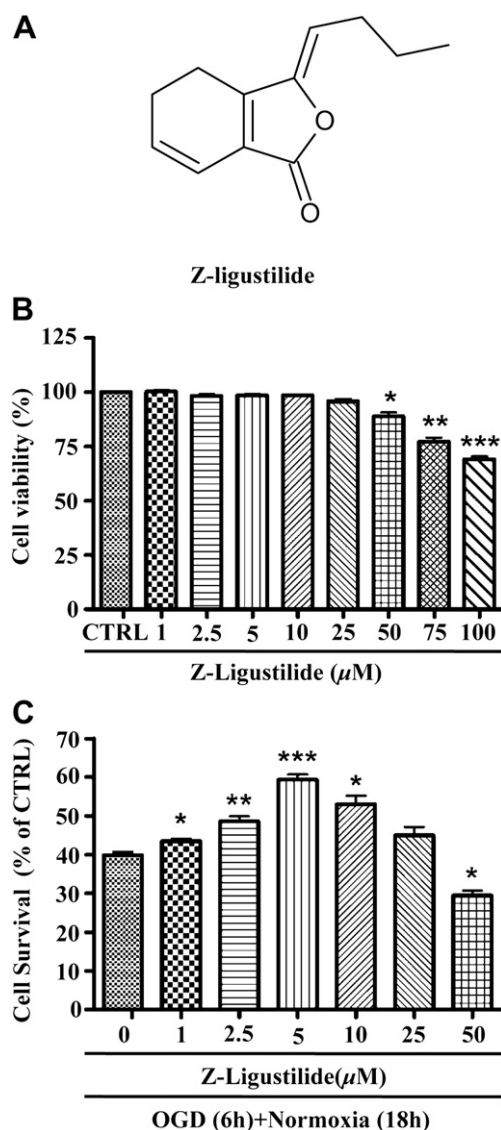 A
O
O
Z-ligustilide
B
Cell viability (%)
125
100
75
50
25
0
* ** ***
CTRL 1 2.5 5 10 25 50 75 100
Z-Ligustilide (μM)
C
Cell Survival (% of CTRL)
70
60
50
40
30
20
10
0
* ** *** * *
0 1 2.5 5 10 25 50
Z-Ligustilide(μM)
OGD (6h)+Normoxia (18h)